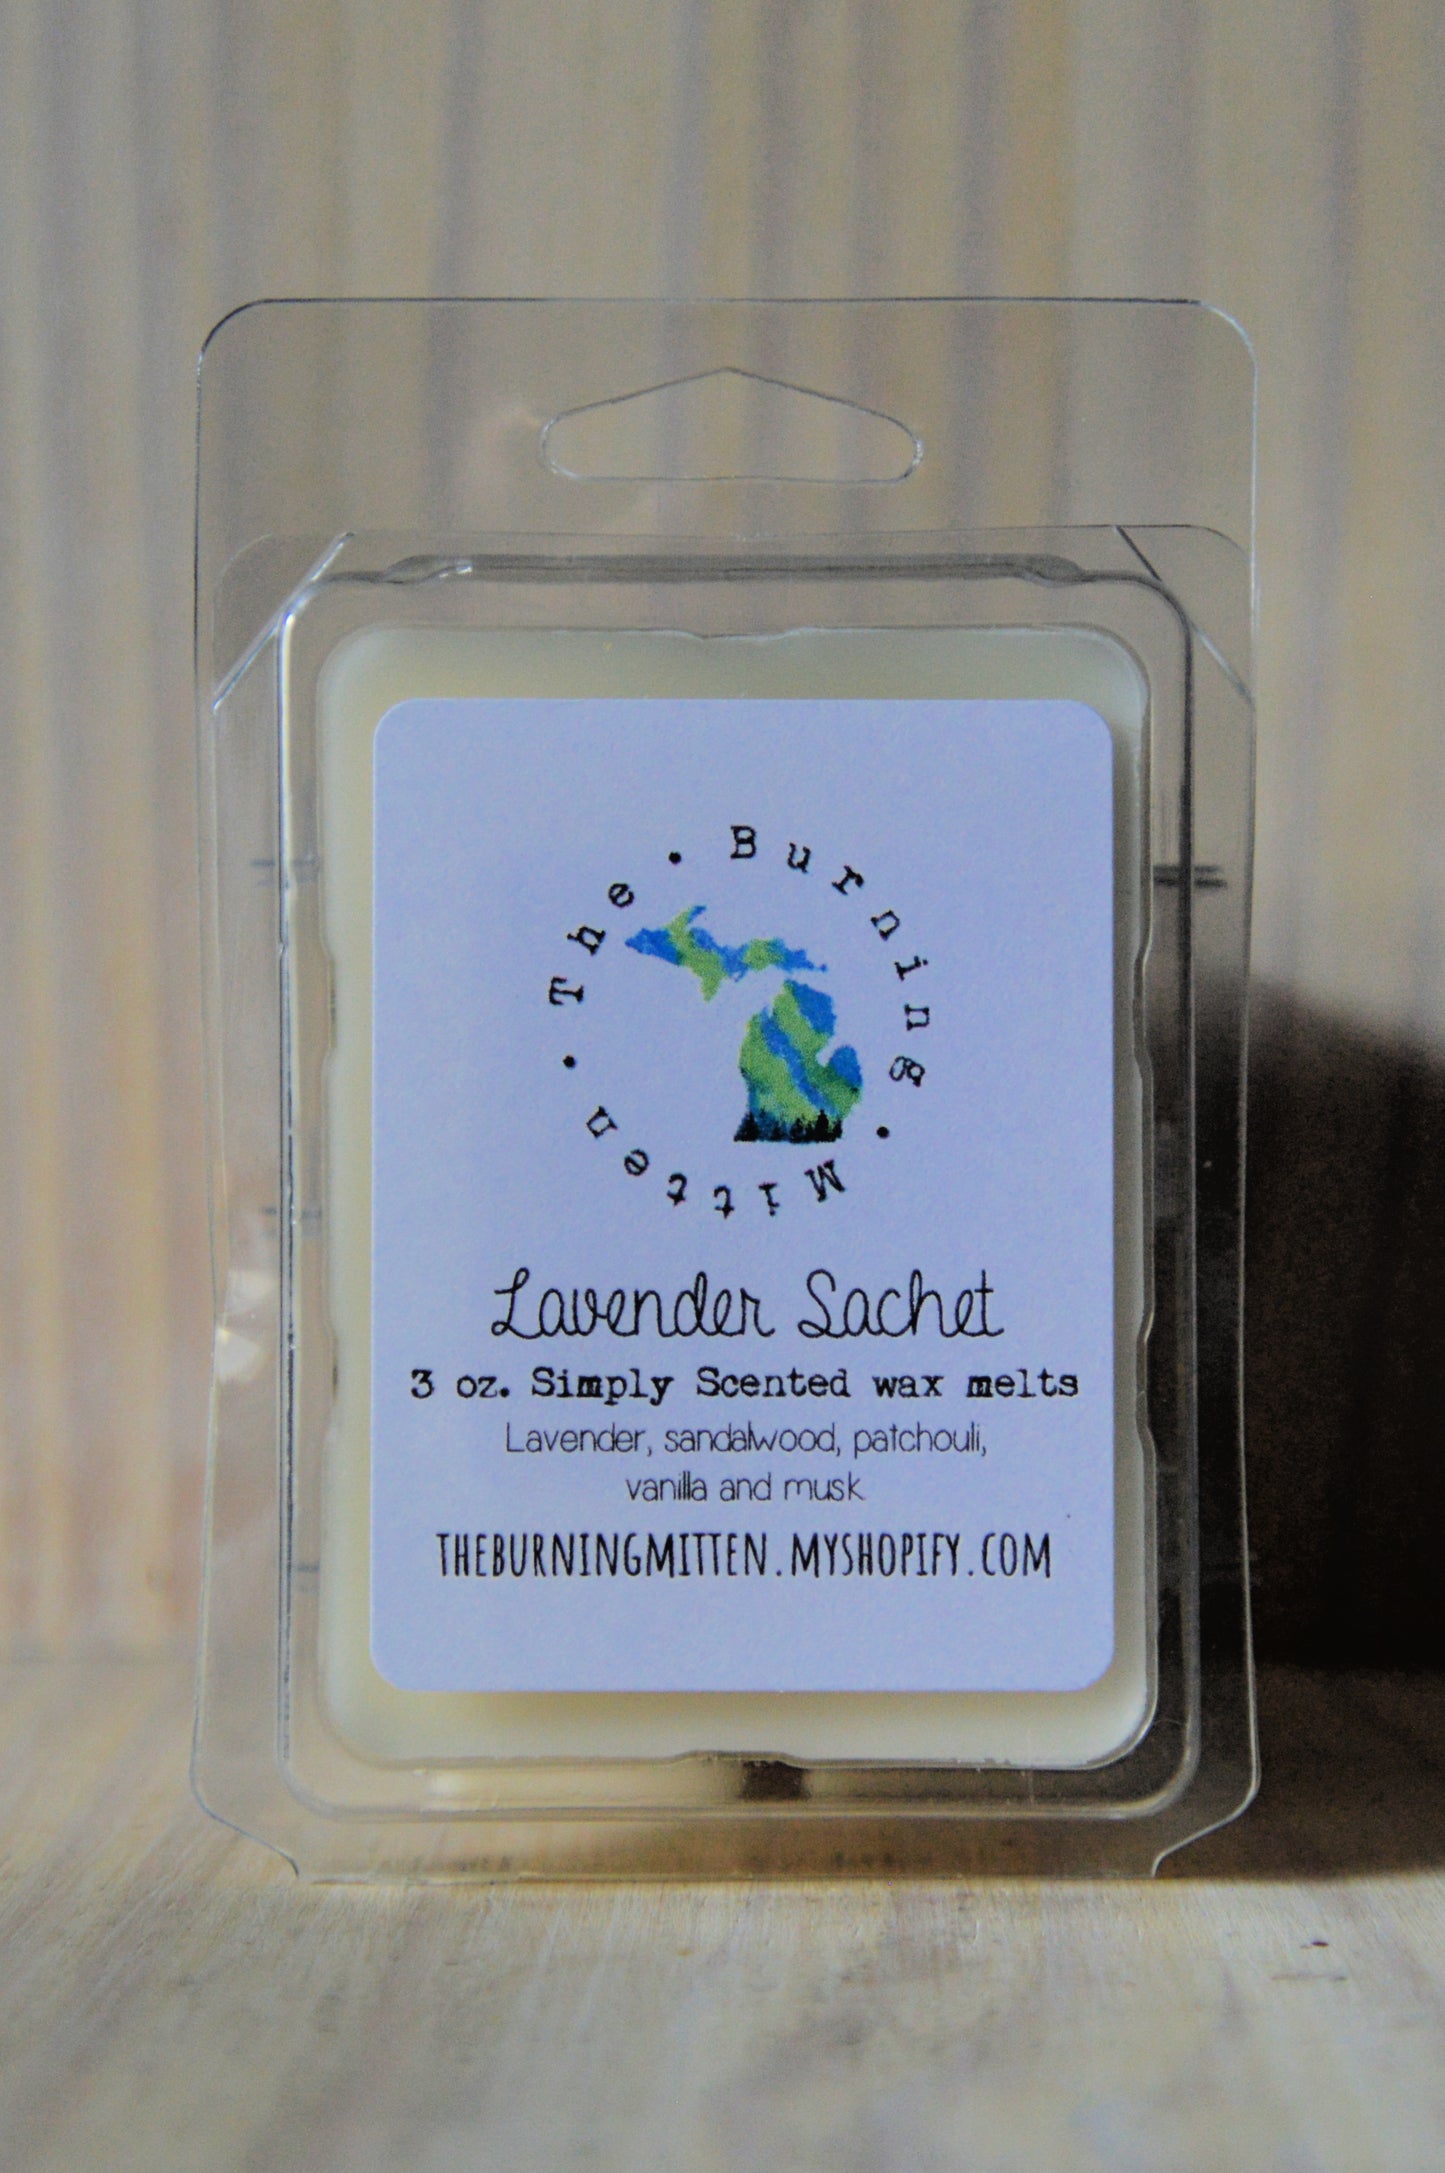 The • Burning • Mitten •
Lavender Sachet
3 oz. Simply Scented wax melts
Lavender, sandalwood, patchouli,
vanilla and musk
THEBURNINGMITTEN.MYSHOPIFY.COM